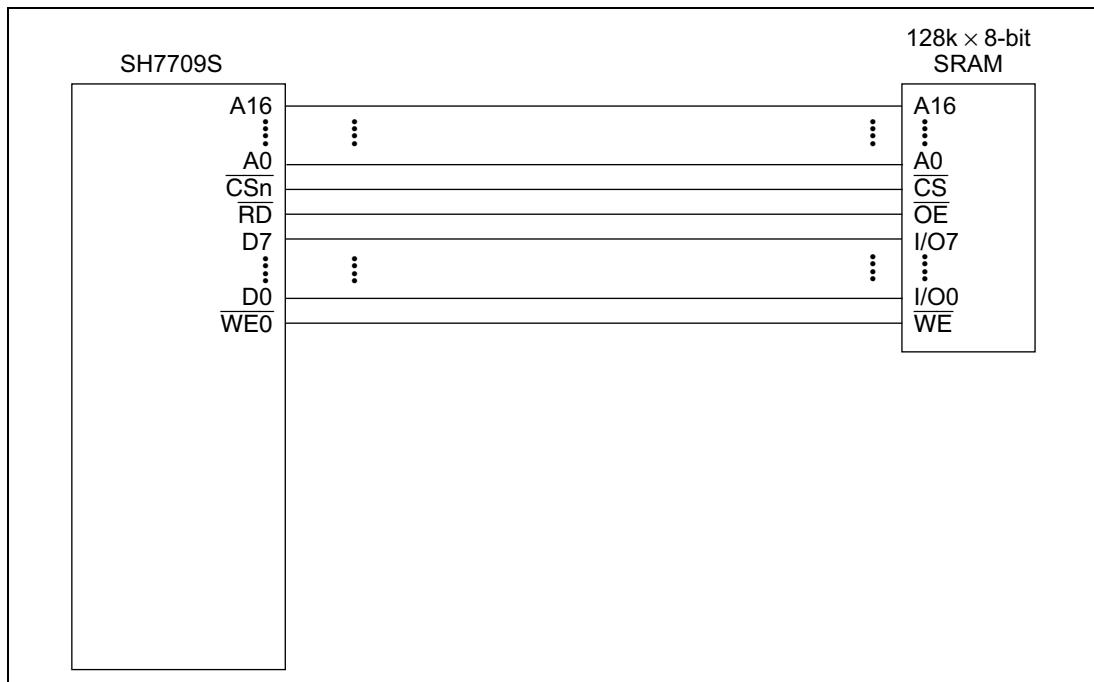 SH7709S
A16
A0
CSn
RD
D7
D0
WE0
128k × 8-bit
SRAM
A16
A0
CS
OE
I/O7
I/O0
WE